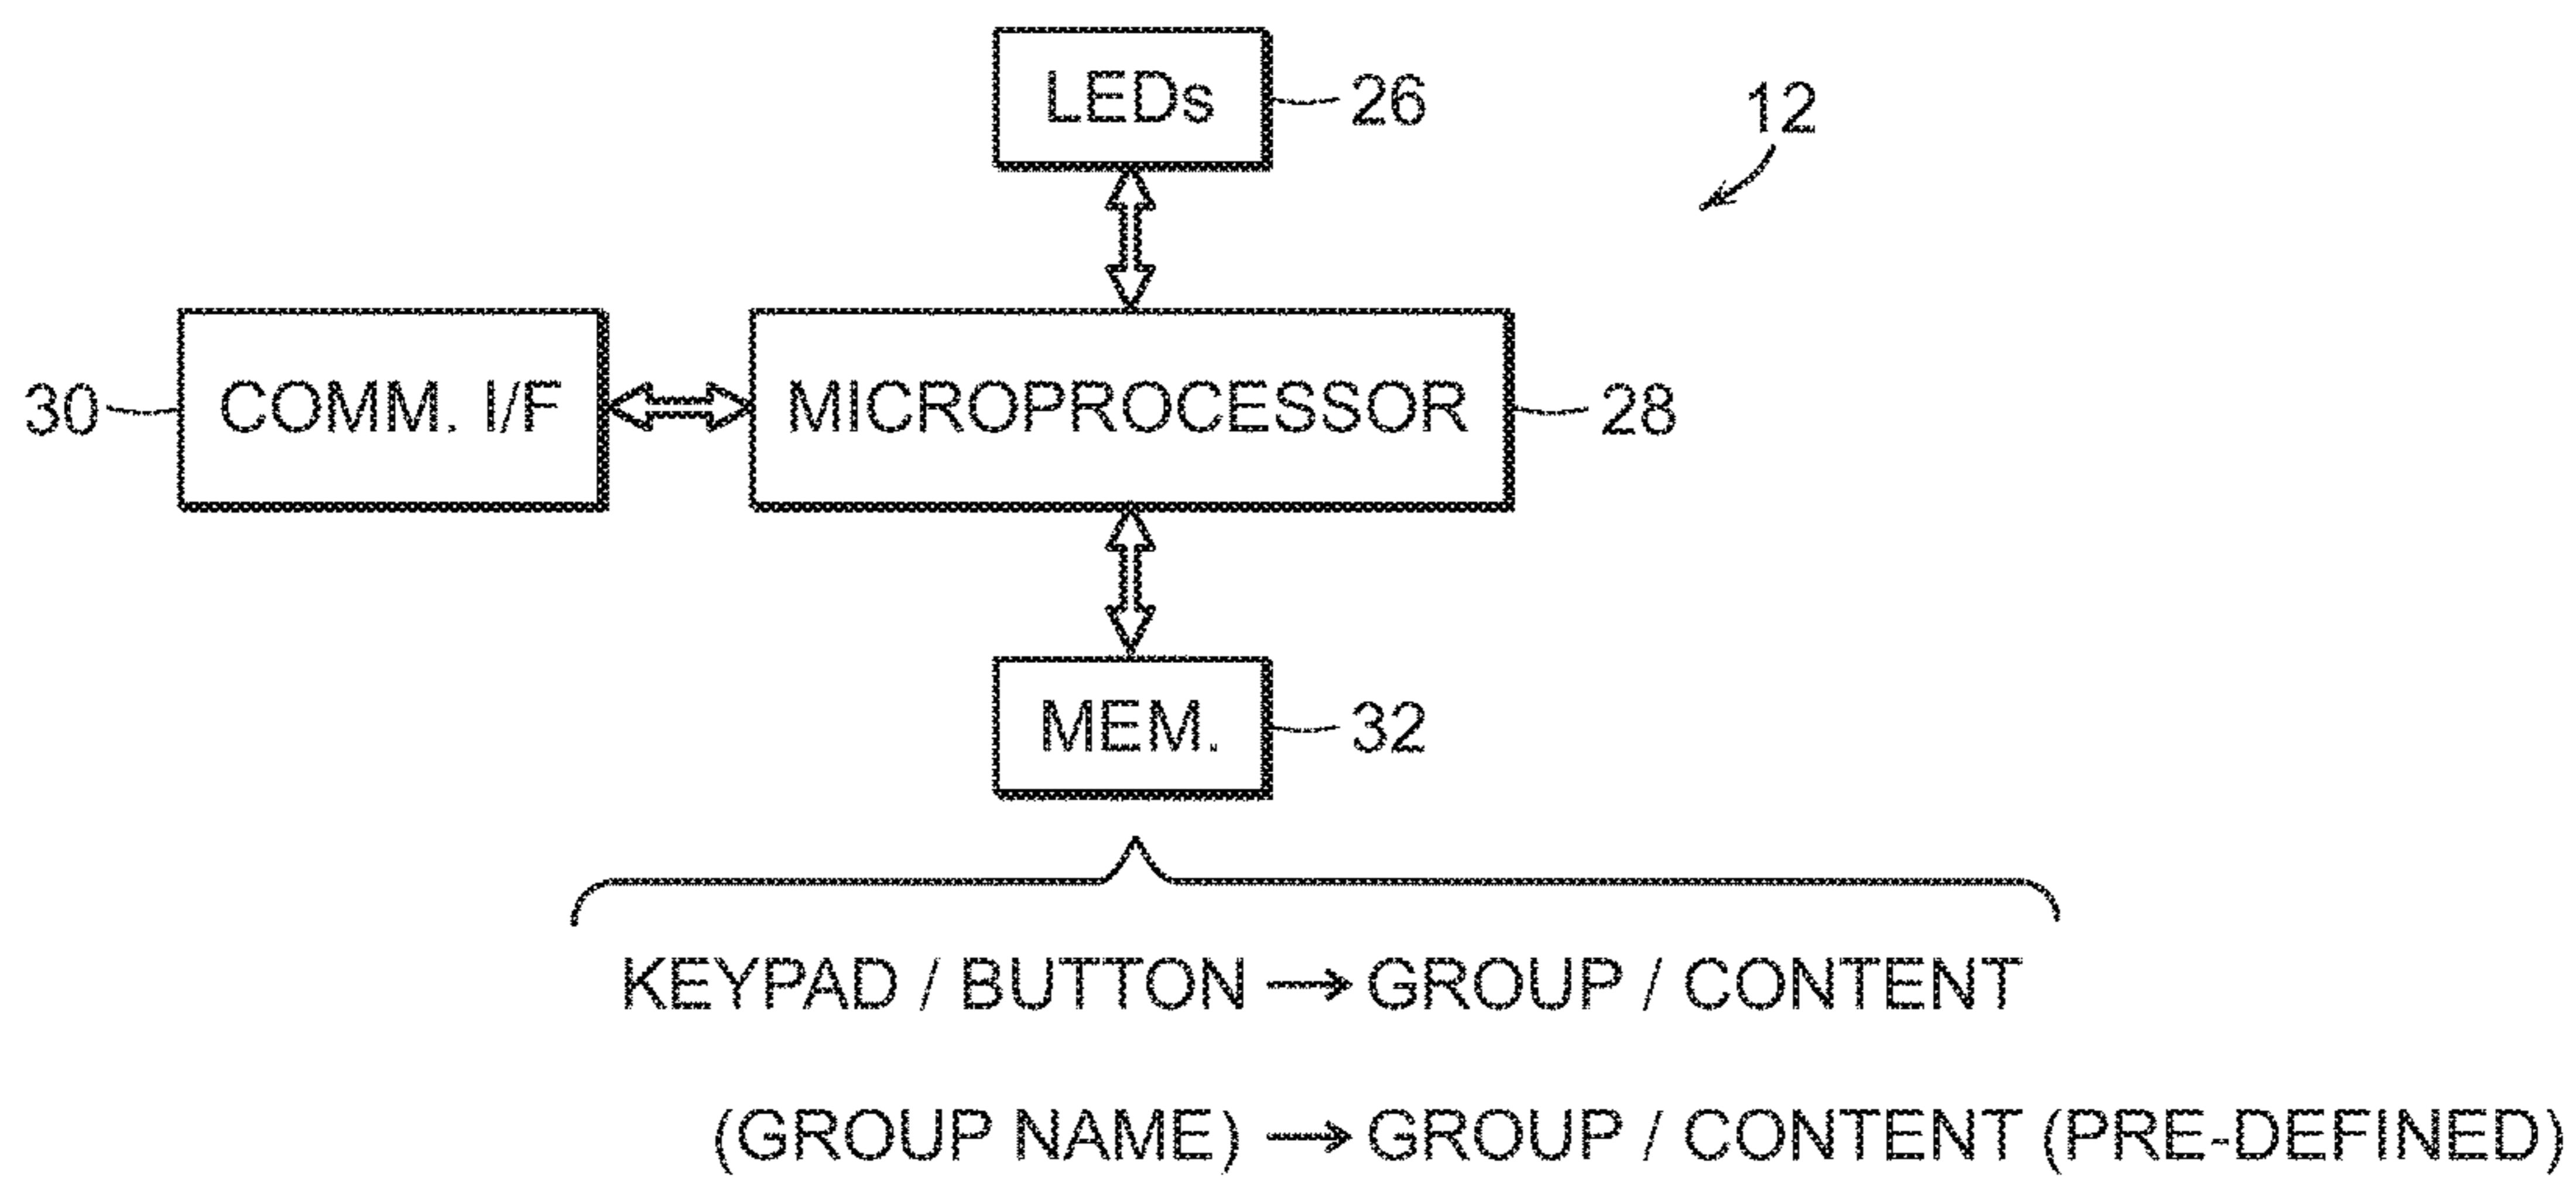 LEDs
26
12
30
COMM. I/F
MICROPROCESSOR
28
MEM.
32
KEYPAD / BUTTON → GROUP / CONTENT
(GROUP NAME) → GROUP / CONTENT (PRE-DEFINED)